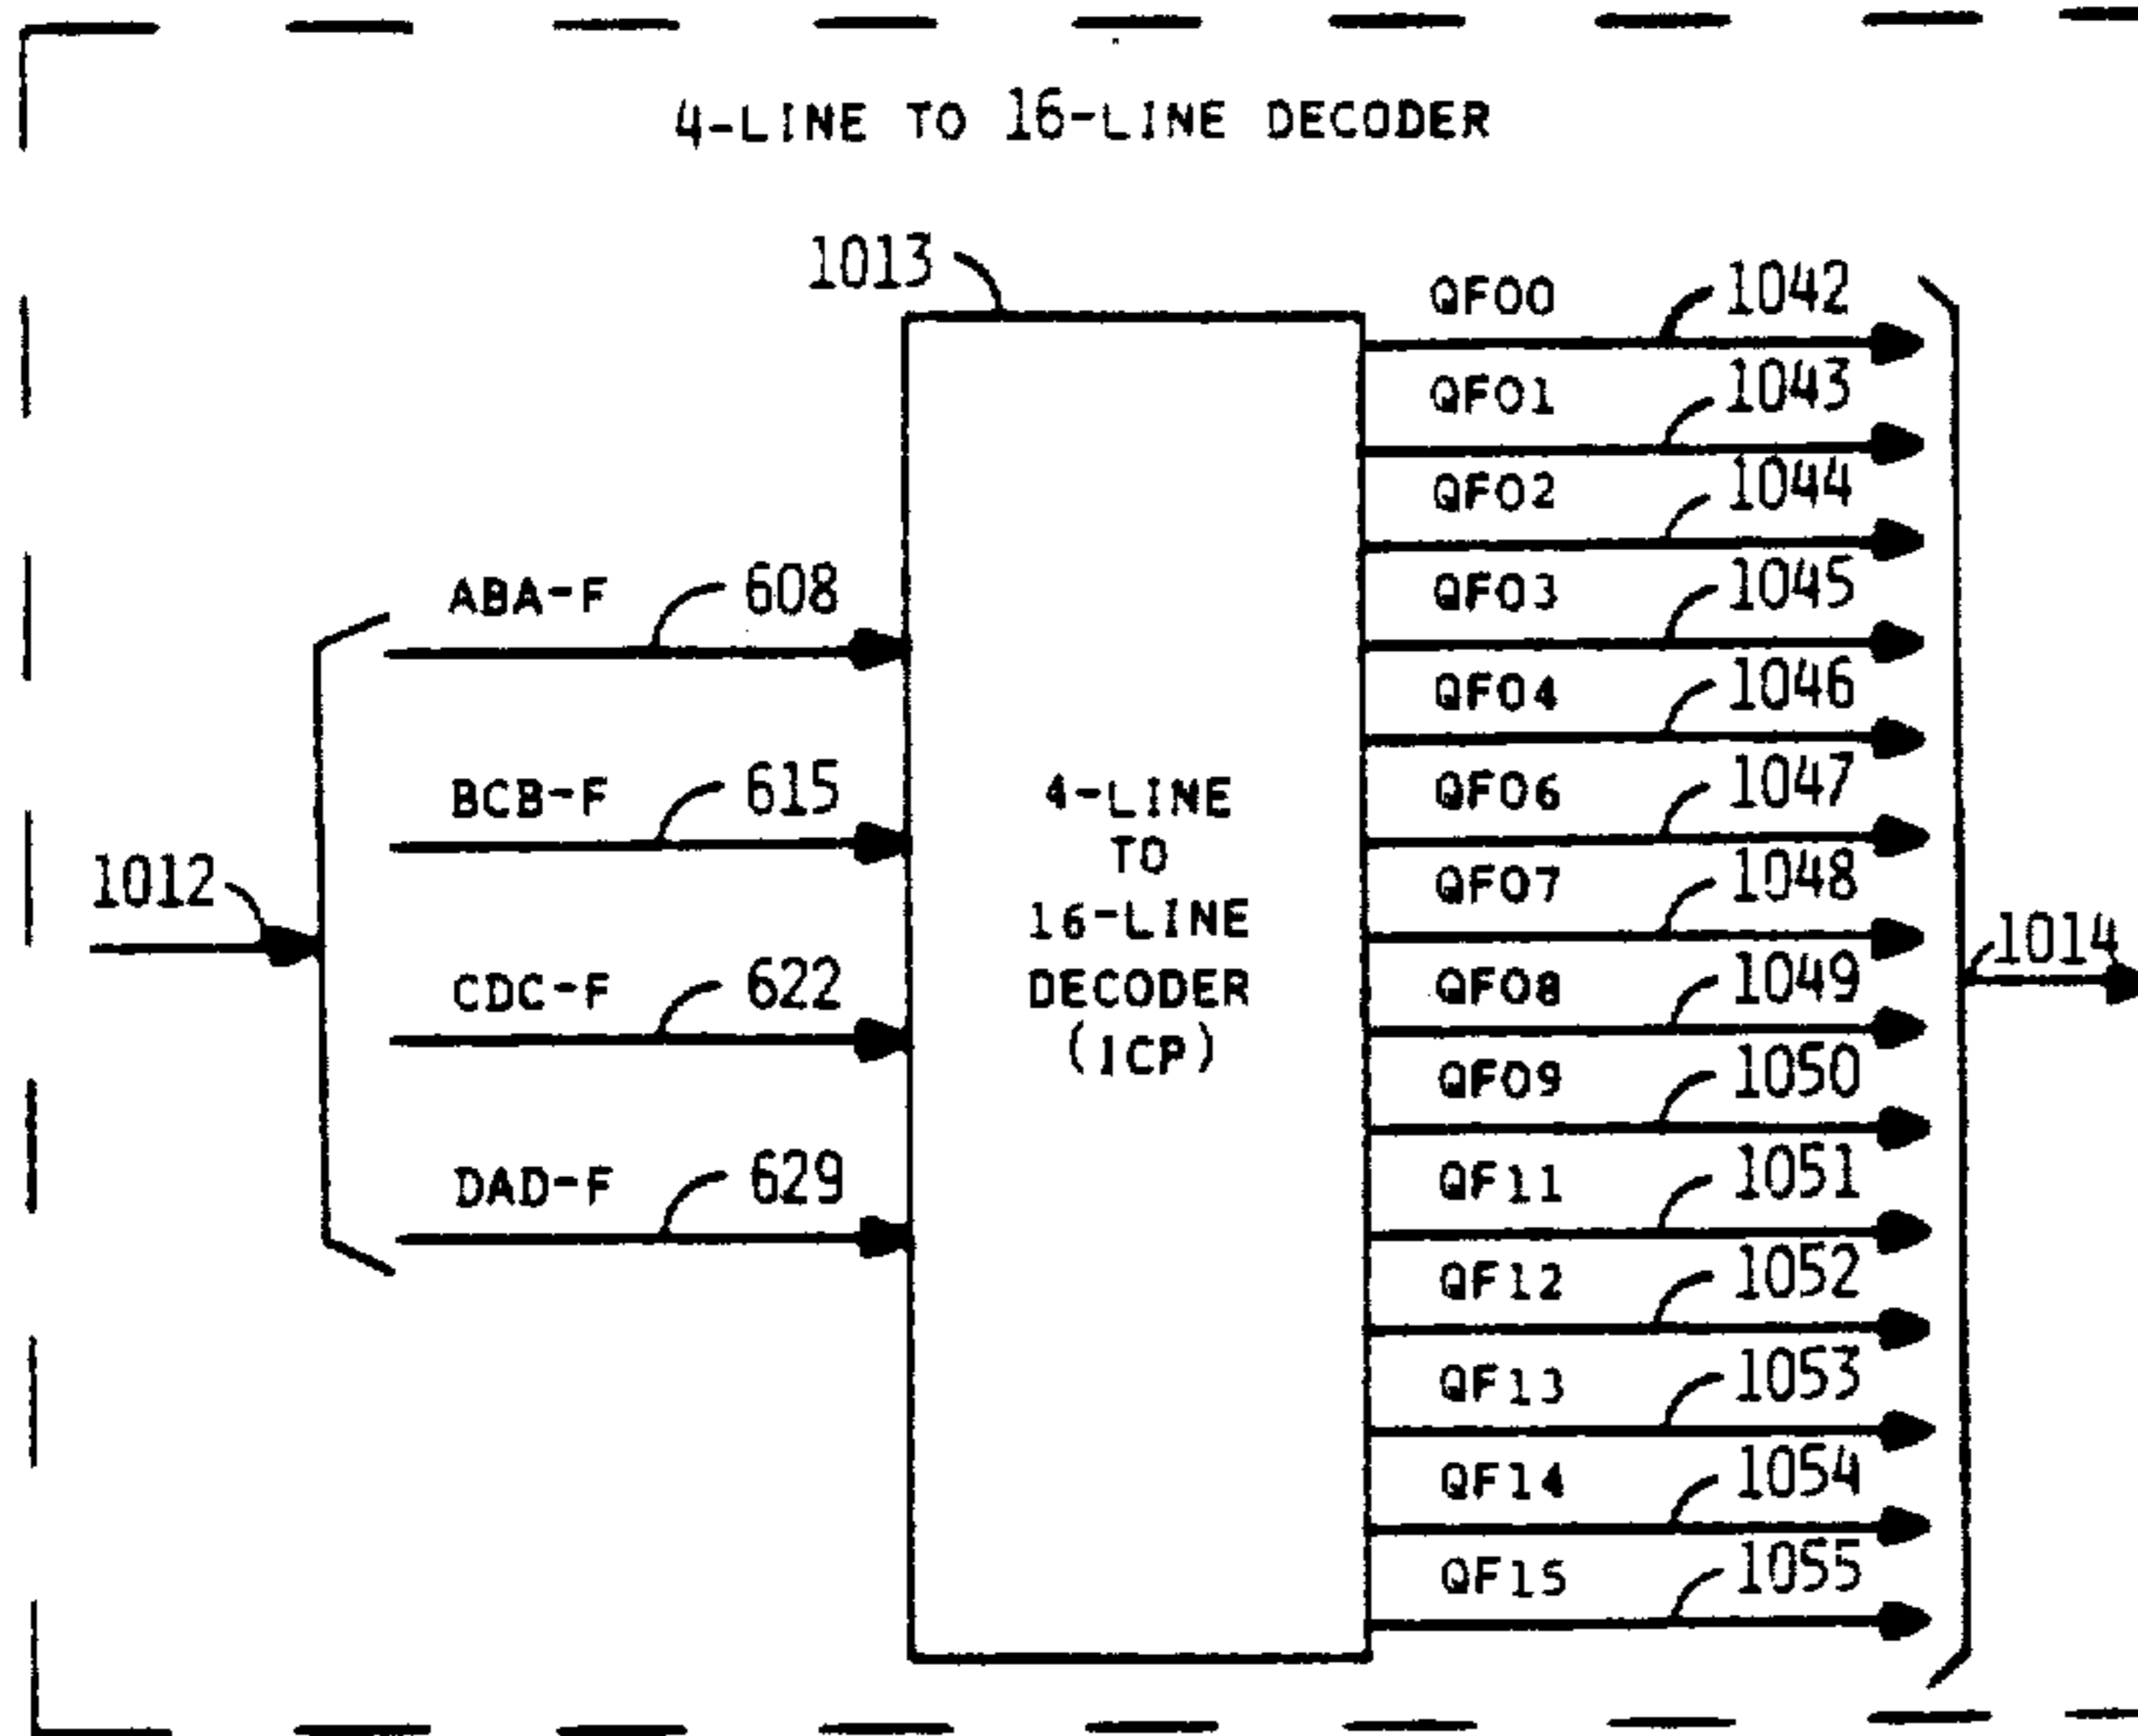 4-LINE TO 16-LINE DECODER
1013
QF00 1042
QF01 1043
QF02 1044
QF03 1045
QF04 1046
QF06 1047
QF07 1048
QF08 1049
QF09 1050
QF11 1051
QF12 1052
QF13 1053
QF14 1054
QF15 1055
ABA-F 608
BCB-F 615
CDC-F 622
DAD-F 629
1012
4-LINE
TO
16-LINE
DECODER
(ICP)
1014